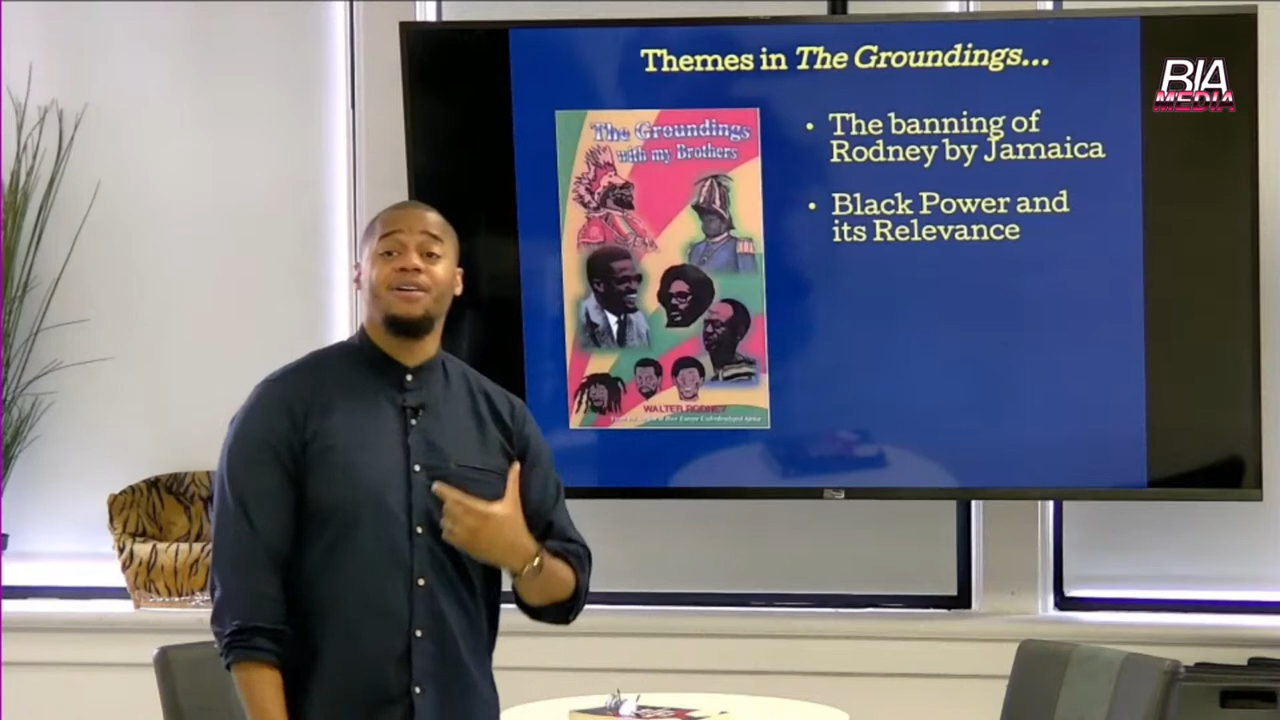 Themes in The Groundings...
BIA
MEDIA
The Groundings
with my Brothers
• The banning of
Rodney by Jamaica
• Black Power and
its Relevance
WALTER RODNEY